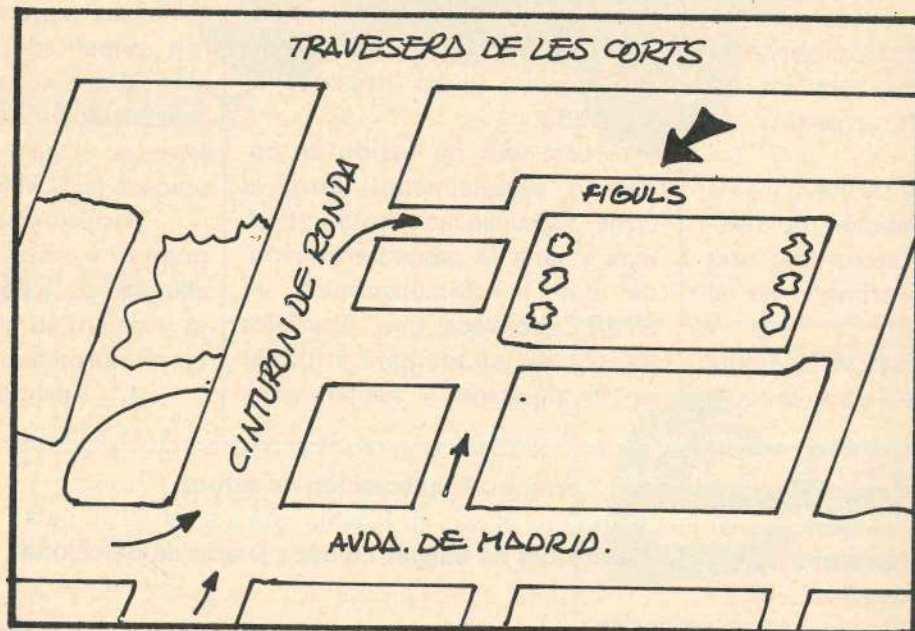 TRAVESERA DE LES CORTS
FIGULS
CINTURON DE RONDA
AVDA. DE MADRID.